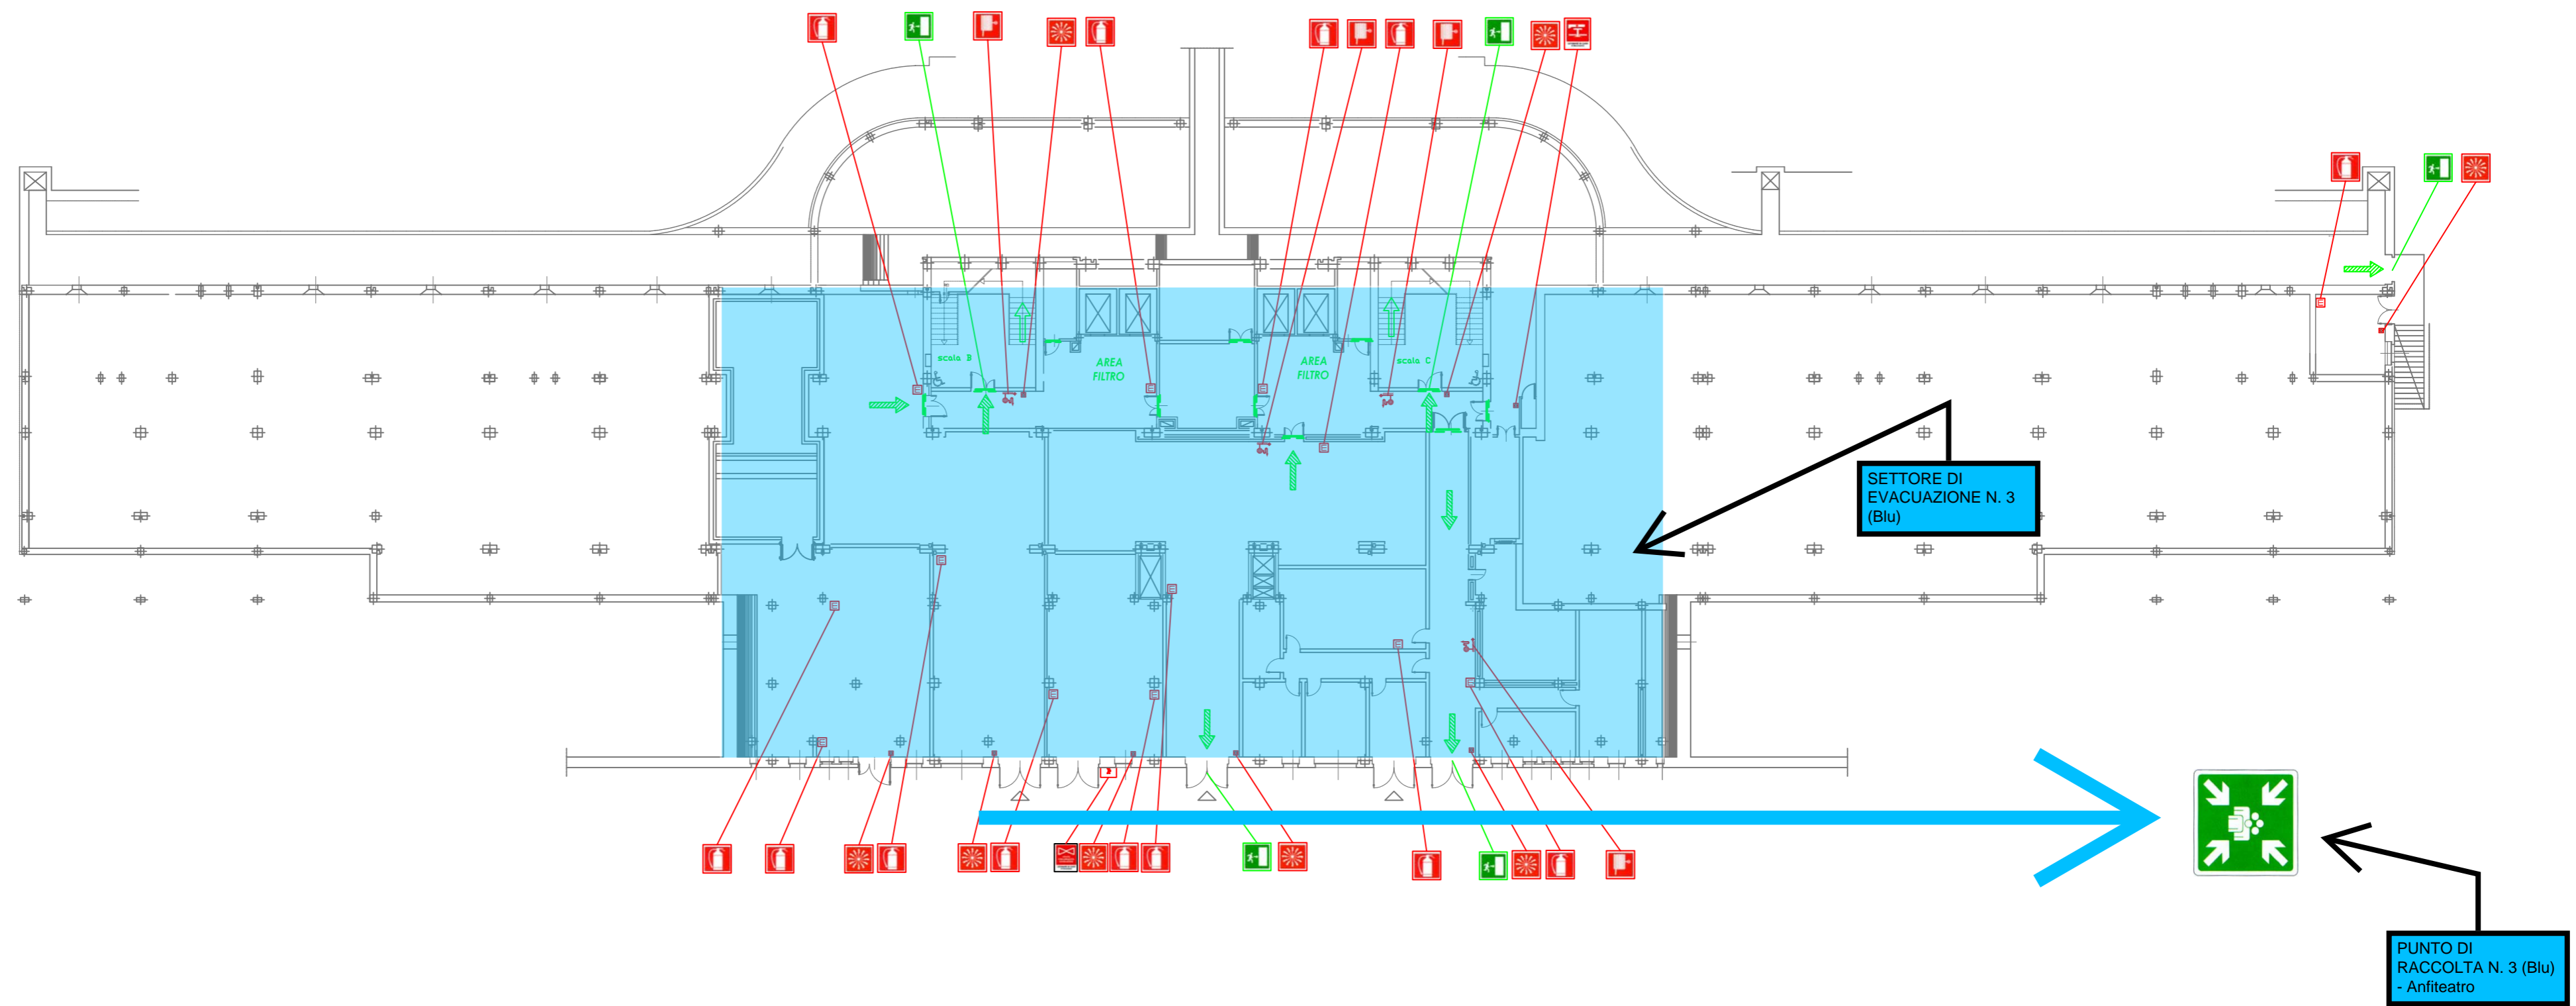 scala B
AREA
FILTRO
AREA
FILTRO
scala C
SETTORE DI
EVACUAZIONE N. 3
(Blu)
PUNTO DI
RACCOLTA N. 3 (Blu)
- Anfiteatro